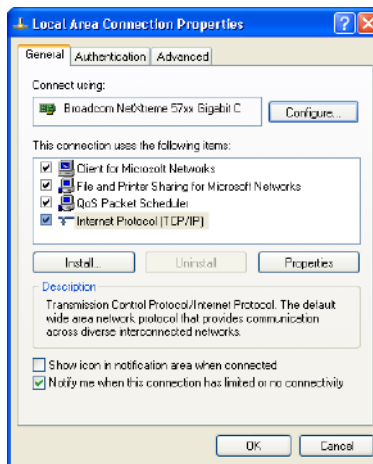 Local Area Connection Properties
General Authentication Advanced
Connect using:
Broadcom NetXtreme 57xx Gigabit C
Configure...
This connection uses the following items:
Client for Microsoft Networks
File and Printer Sharing for Microsoft Networks
QoS Packet Scheduler
Internet Protocol (TCP/IP)
Install... Uninstall Properties
Description
Transmission Control Protocol/Internet Protocol. The default
wide area network protocol that provides communication
across diverse interconnected networks.
Show icon in notification area when connected
Notify me when this connection has limited or no connectivity
OK Cancel